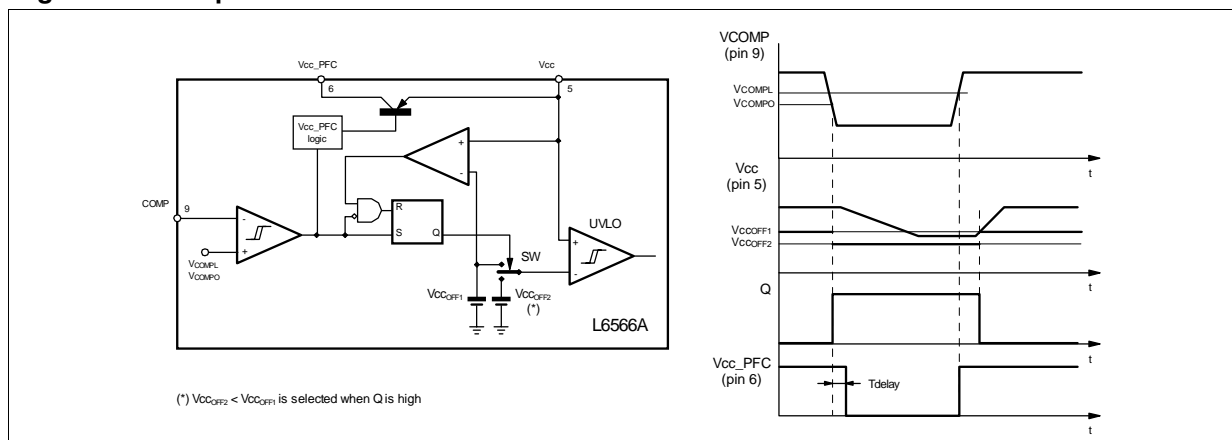 Vcc_PFC
6
Vcc
5
Vcc_PFC
logic
+
-
COMP
9
-
+
VCOMPL
VCOMPO
R
S
Q
UVLO
SW
+
-
VccOFF1
VccOFF2
(*)
L6566A
(*) VccOFF2 < VccOFF1 is selected when Q is high
VCOMP
(pin 9)
VCOMPL
VCOMPO
t
Vcc
(pin 5)
VccOFF1
VccOFF2
t
Q
t
Vcc_PFC
(pin 6)
Tdelay
t